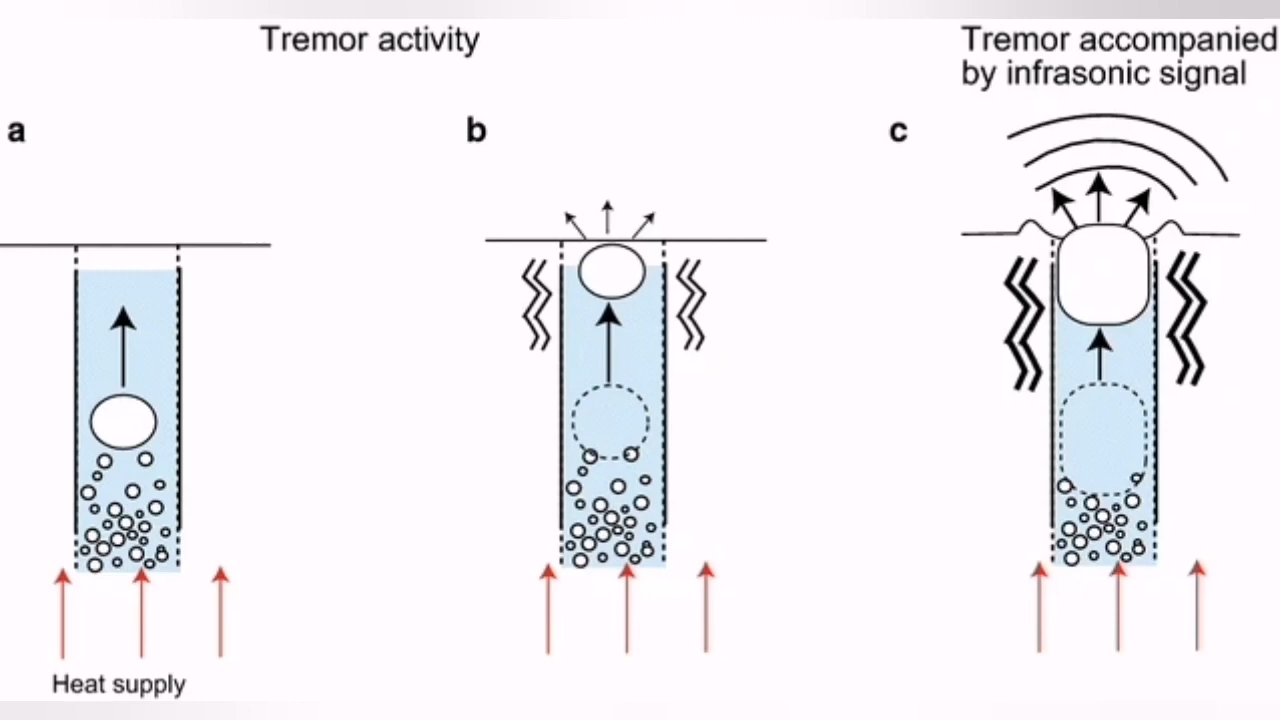 Tremor activity
Tremor accompanied
by infrasonic signal
a
b
c
Heat supply